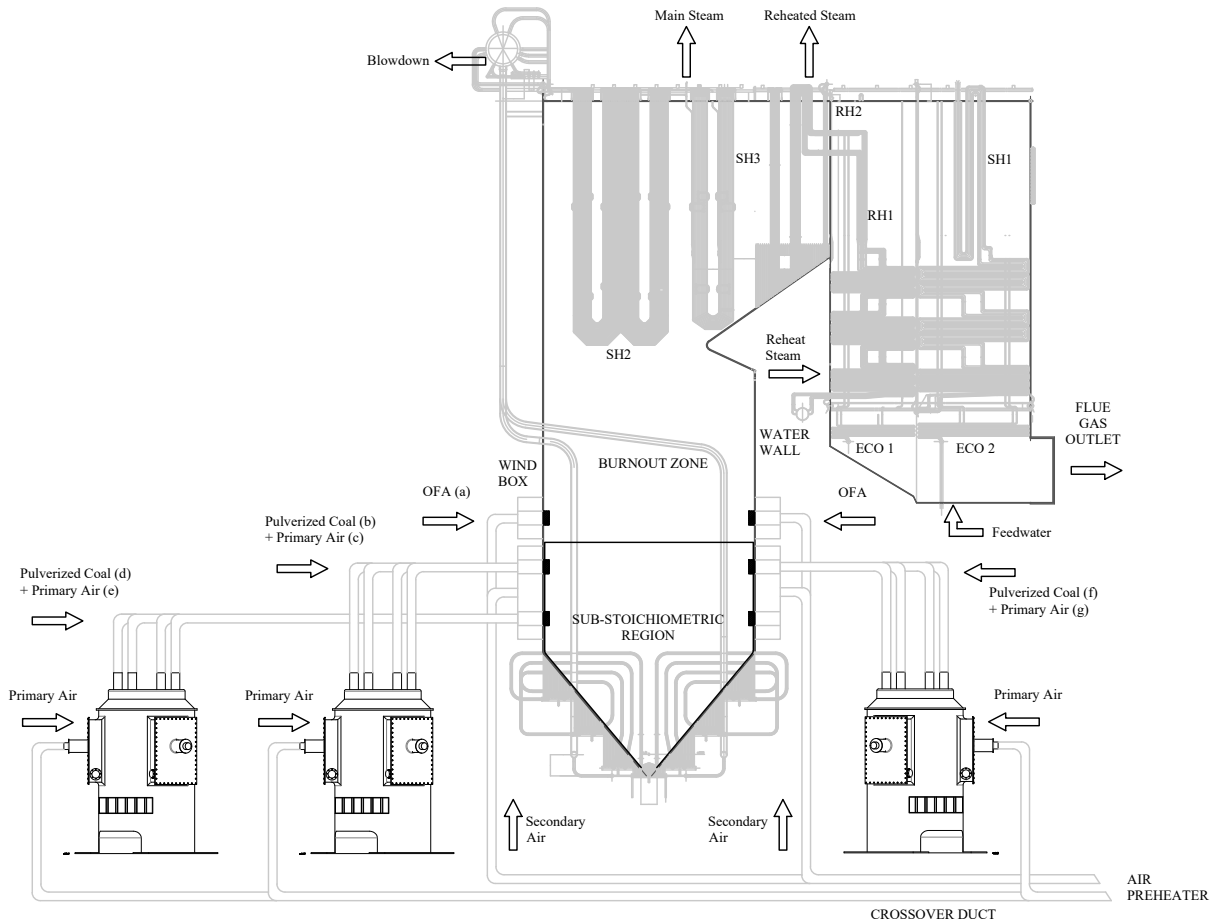 Main Steam
Reheated Steam
Blowdown
RH2
SH3
SH1
RH1
SH2
Reheat
Steam
WATER
WALL
FLUE
GAS
OUTLET
ECO 1
ECO 2
WIND
BOX
BURNOUT ZONE
OFA (a)
OFA
Feedwater
Pulverized Coal (b)
+ Primary Air (c)
Pulverized Coal (d)
+ Primary Air (e)
Pulverized Coal (f)
+ Primary Air (g)
SUB-STOICHIOMETRIC
REGION
Primary Air
Primary Air
Primary Air
Secondary
Air
Secondary
Air
AIR
PREHEATER
CROSSOVER DUCT